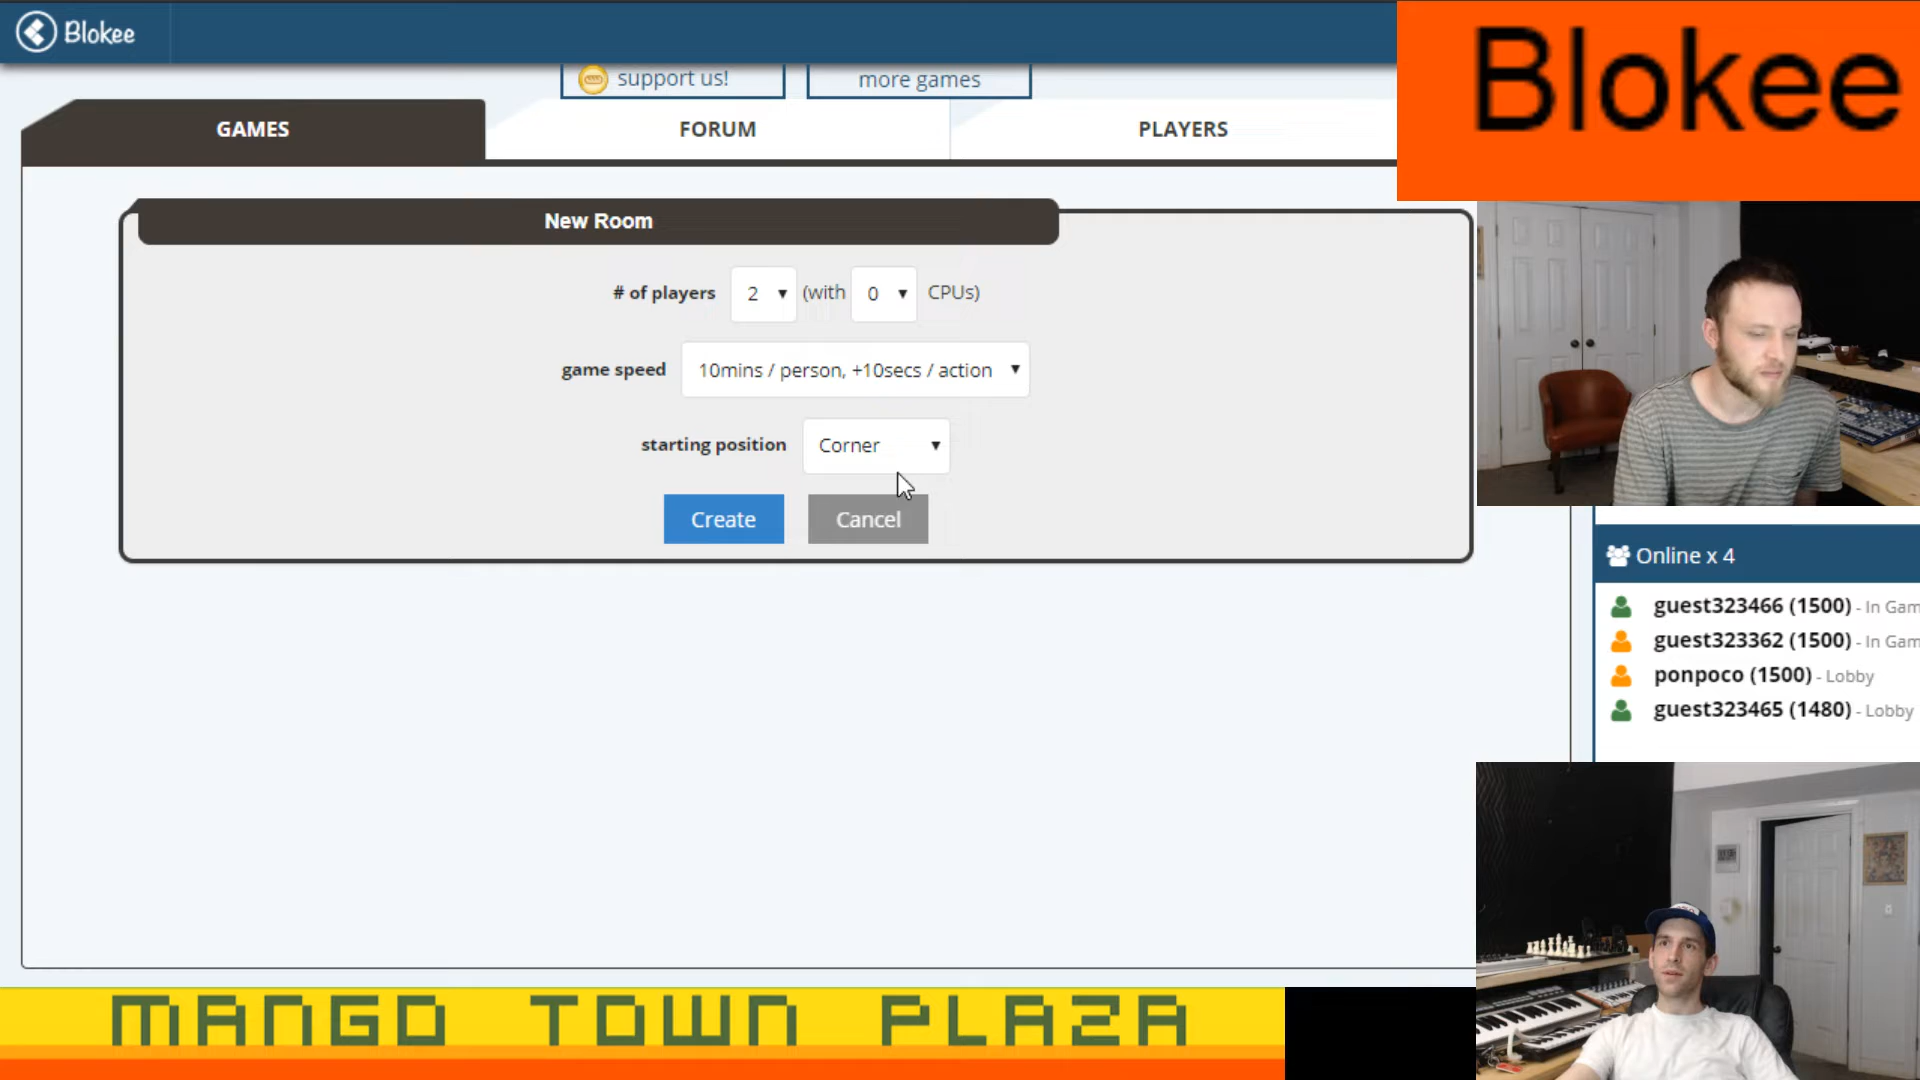 Blokee
support us!
more games
Blokee
GAMES
FORUM
PLAYERS
New Room
# of players 2 (with 0 CPUs)
game speed 10mins / person, +10secs / action
starting position Corner
Create
Cancel
Online x 4
guest323466 (1500) - In Gam
guest323362 (1500) - In Gam
ponpoco (1500) - Lobby
guest323465 (1480) - Lobby
MANGO TOWN PLAZA